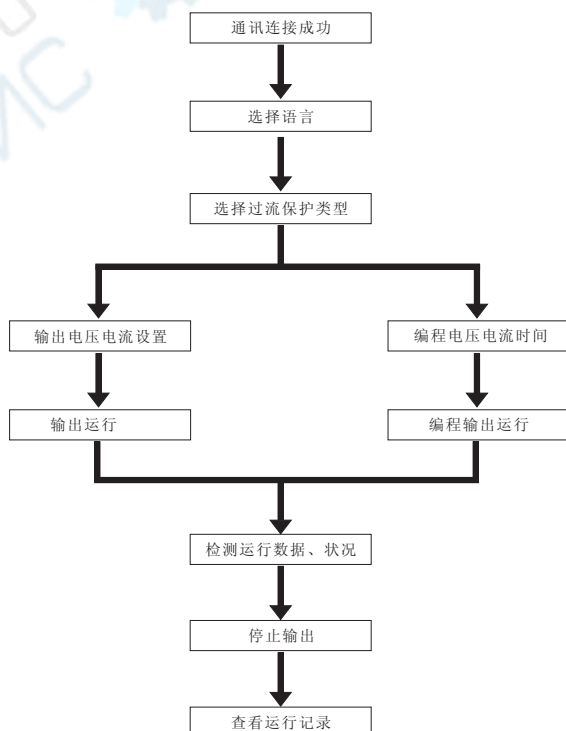 通讯连接成功
选择语言
选择过流保护类型
输出电压电流设置
编程电压电流时间
输出运行
编程输出运行
检测运行数据、状况
停止输出
查看运行记录